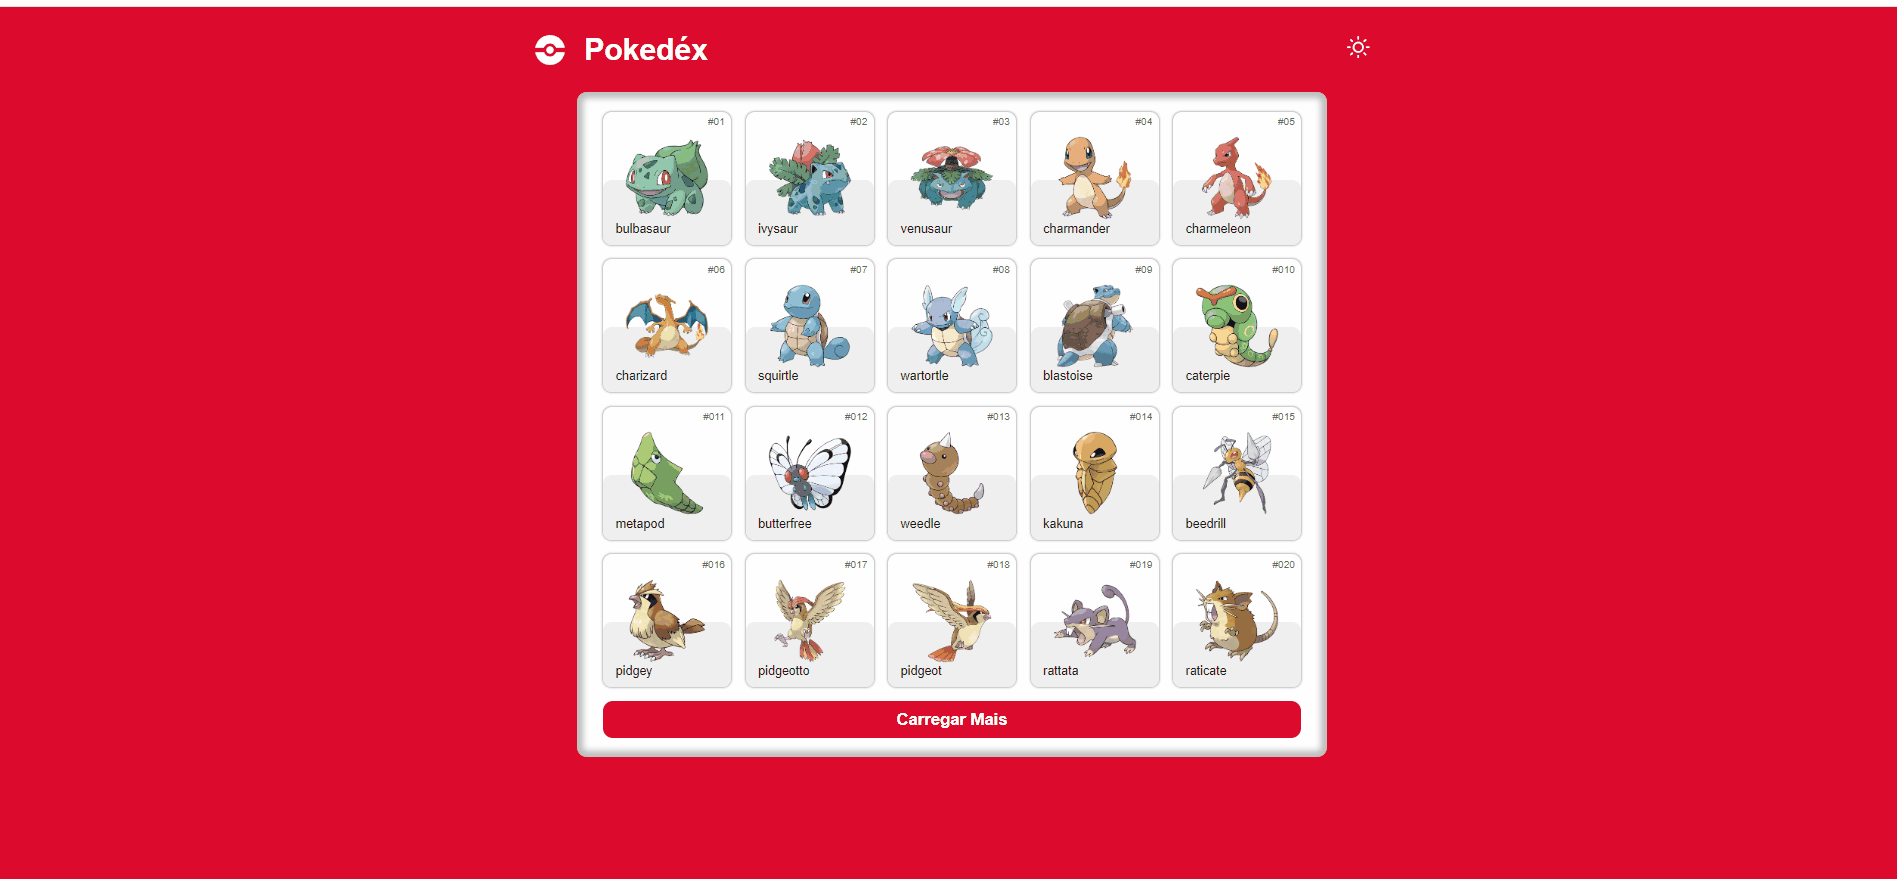 Pokedéx
#01 #02 #03 #04 #05
bulbasaur ivysaur venusaur charmander charmeleon
#06 #07 #08 #09 #010
charizard squirtle wartortle blastoise caterpie
#011 #012 #013 #014 #015
metapod butterfree weedle kakuna beedrill
#016 #017 #018 #019 #020
pidgey pidgeotto pidgeot rattata raticate
Carregar Mais